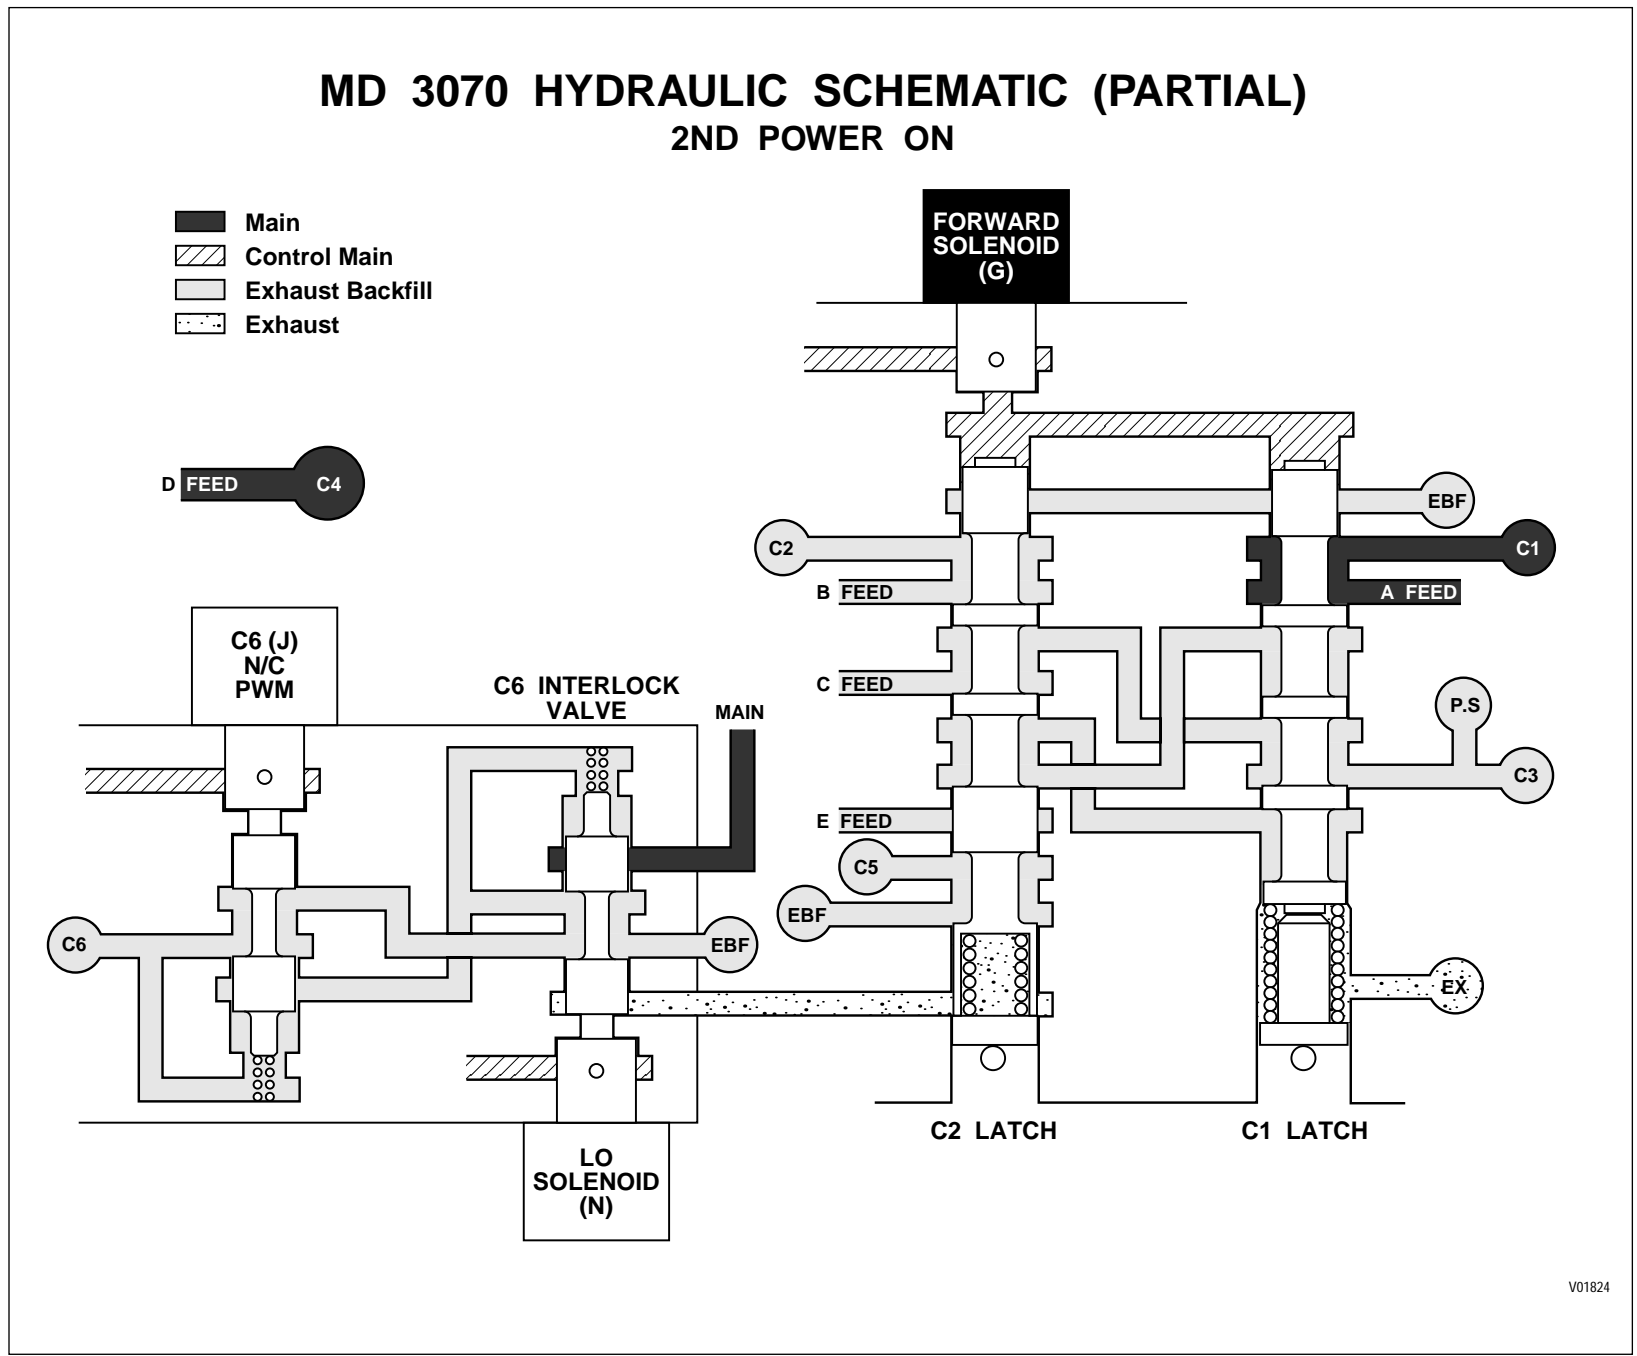 MD 3070 HYDRAULIC SCHEMATIC (PARTIAL)
2ND POWER ON
Main
Control Main
Exhaust Backfill
Exhaust
FORWARD
SOLENOID
(G)
D FEED C4
EBF
C2
C1
B FEED
A FEED
C6 (J)
N/C
PWM
C6 INTERLOCK
VALVE
MAIN
C FEED
P.S
C3
E FEED
C5
EBF
C6
EBF
EX
C2 LATCH
C1 LATCH
LO
SOLENOID
(N)
V01824